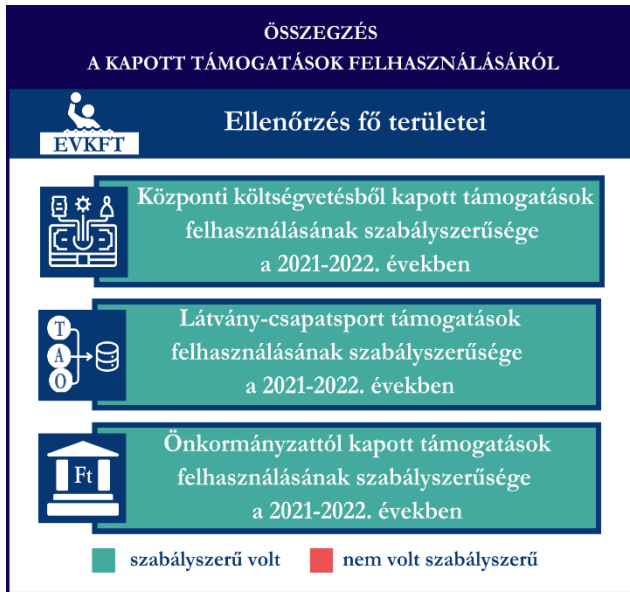 ÖSSZEGZÉS
A KAPOTT TÁMOGATÁSOK FELHASZNÁLÁSÁRÓL
EVKFT
Ellenőrzés fő területei
Központi költségvetésből kapott támogatások
felhasználásának szabályszerűsége
a 2021-2022. években
T
A
O
Látvány-csapatsport támogatások
felhasználásának szabályszerűsége
a 2021-2022. években
Ft
Önkormányzattól kapott támogatások
felhasználásának szabályszerűsége
a 2021-2022. években
szabályszerű volt
nem volt szabályszerű